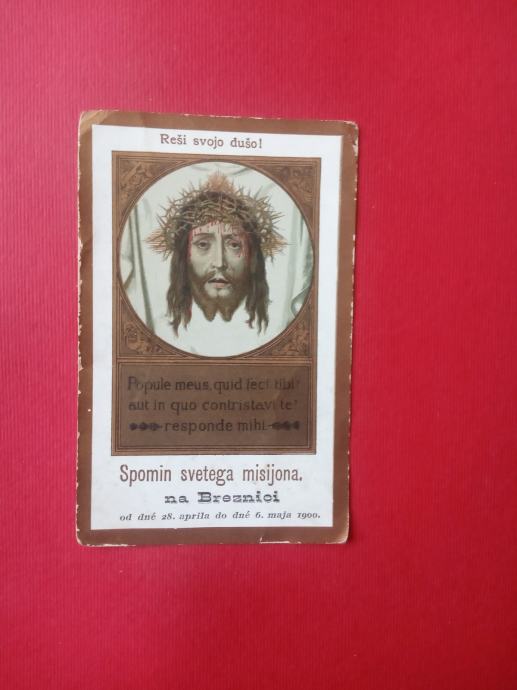 Reši svojo dušo!
Popule meus, quid feci tibi?
aut in quo contristavi te?
responde mihi.
Spomin svetega misijona.
na Breznici
od dné 28. aprila do dné 6. maja 1900.